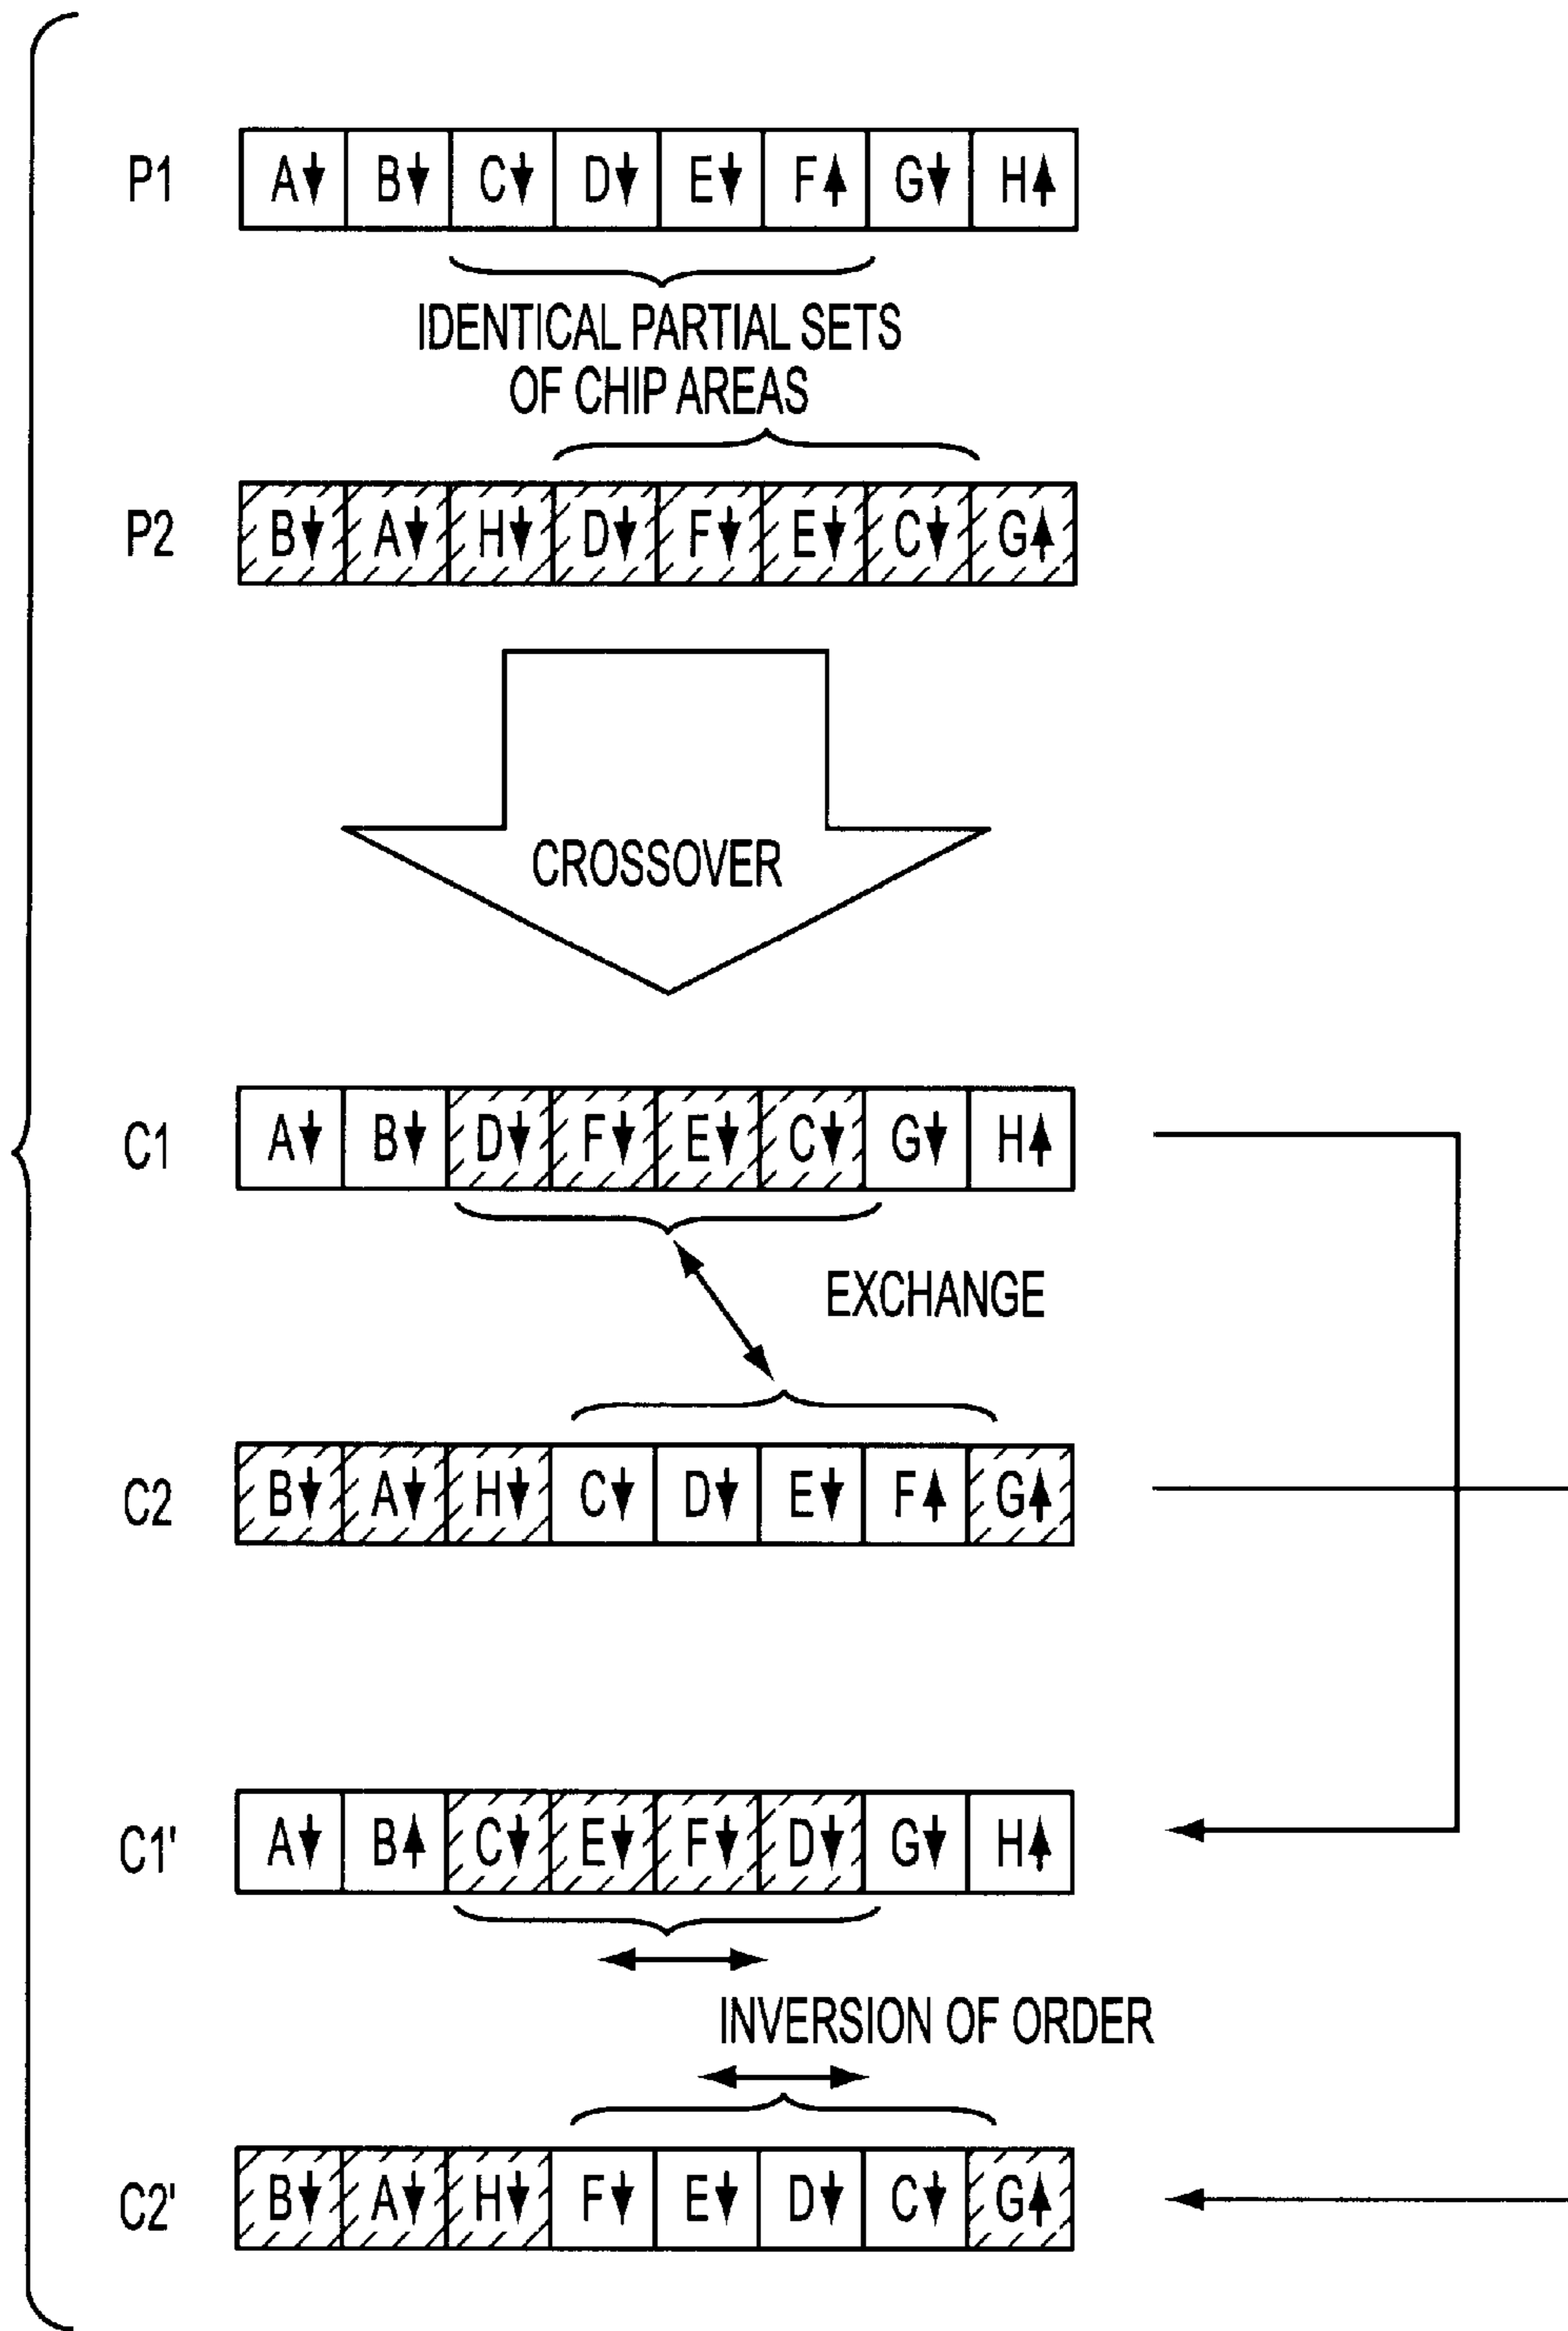 P1 A↓ B↓ C↓ D↓ E↓ F↑ G↓ H↑
IDENTICAL PARTIAL SETS
OF CHIP AREAS
P2 B↓ A↓ H↓ D↓ F↓ E↓ C↓ G↑
CROSSOVER
C1 A↓ B↓ D↓ F↓ E↓ C↓ G↓ H↑
EXCHANGE
C2 B↓ A↓ H↓ C↓ D↓ E↓ F↑ G↑
C1' A↓ B↑ C↓ E↓ F↓ D↓ G↓ H↑
INVERSION OF ORDER
C2' B↓ A↓ H↓ F↓ E↓ D↓ C↓ G↑